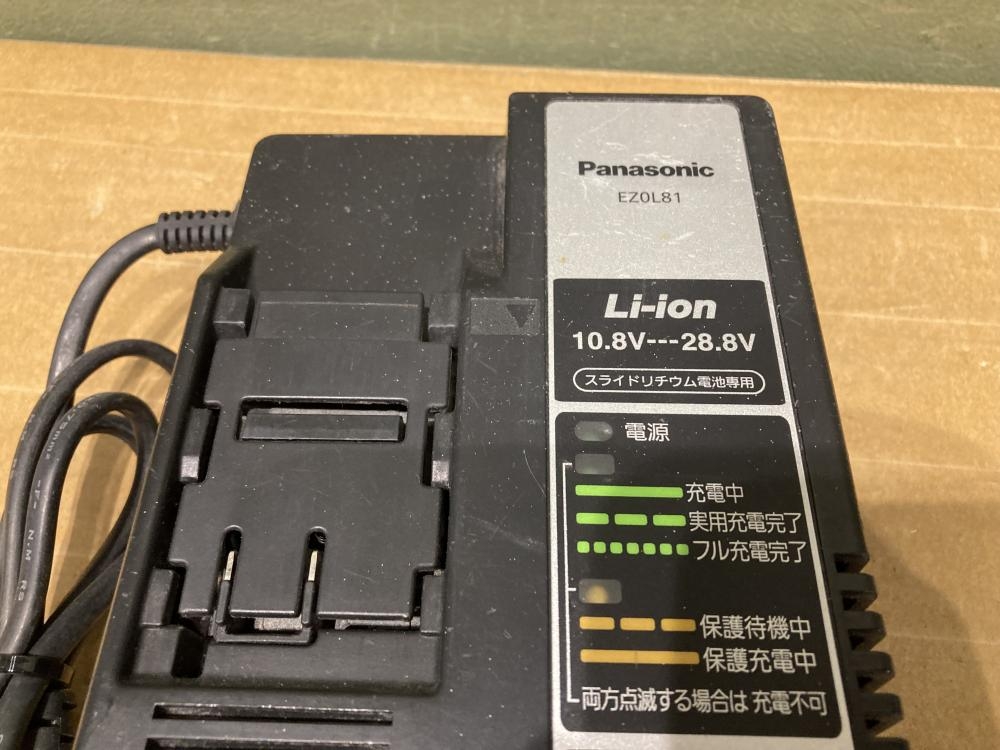 Panasonic
EZ0L81
Li-ion
10.8V---28.8V
スライドリチウム電池専用
電源
充電中
実用充電完了
フル充電完了
保護待機中
保護充電中
両方点滅する場合は 充電不可